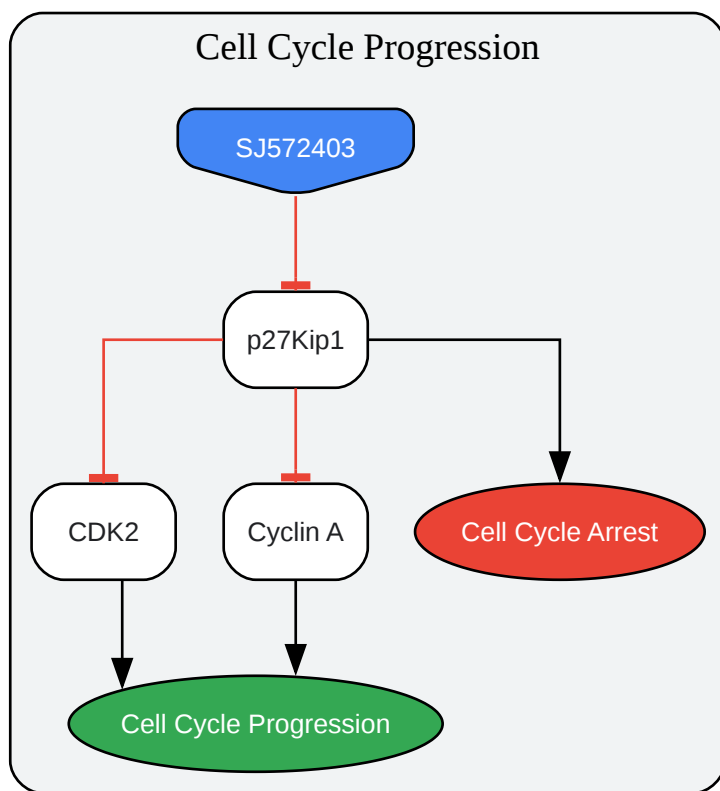 Cell Cycle Progression
SJ572403
p27Kip1
CDK2
Cyclin A
Cell Cycle Arrest
Cell Cycle Progression